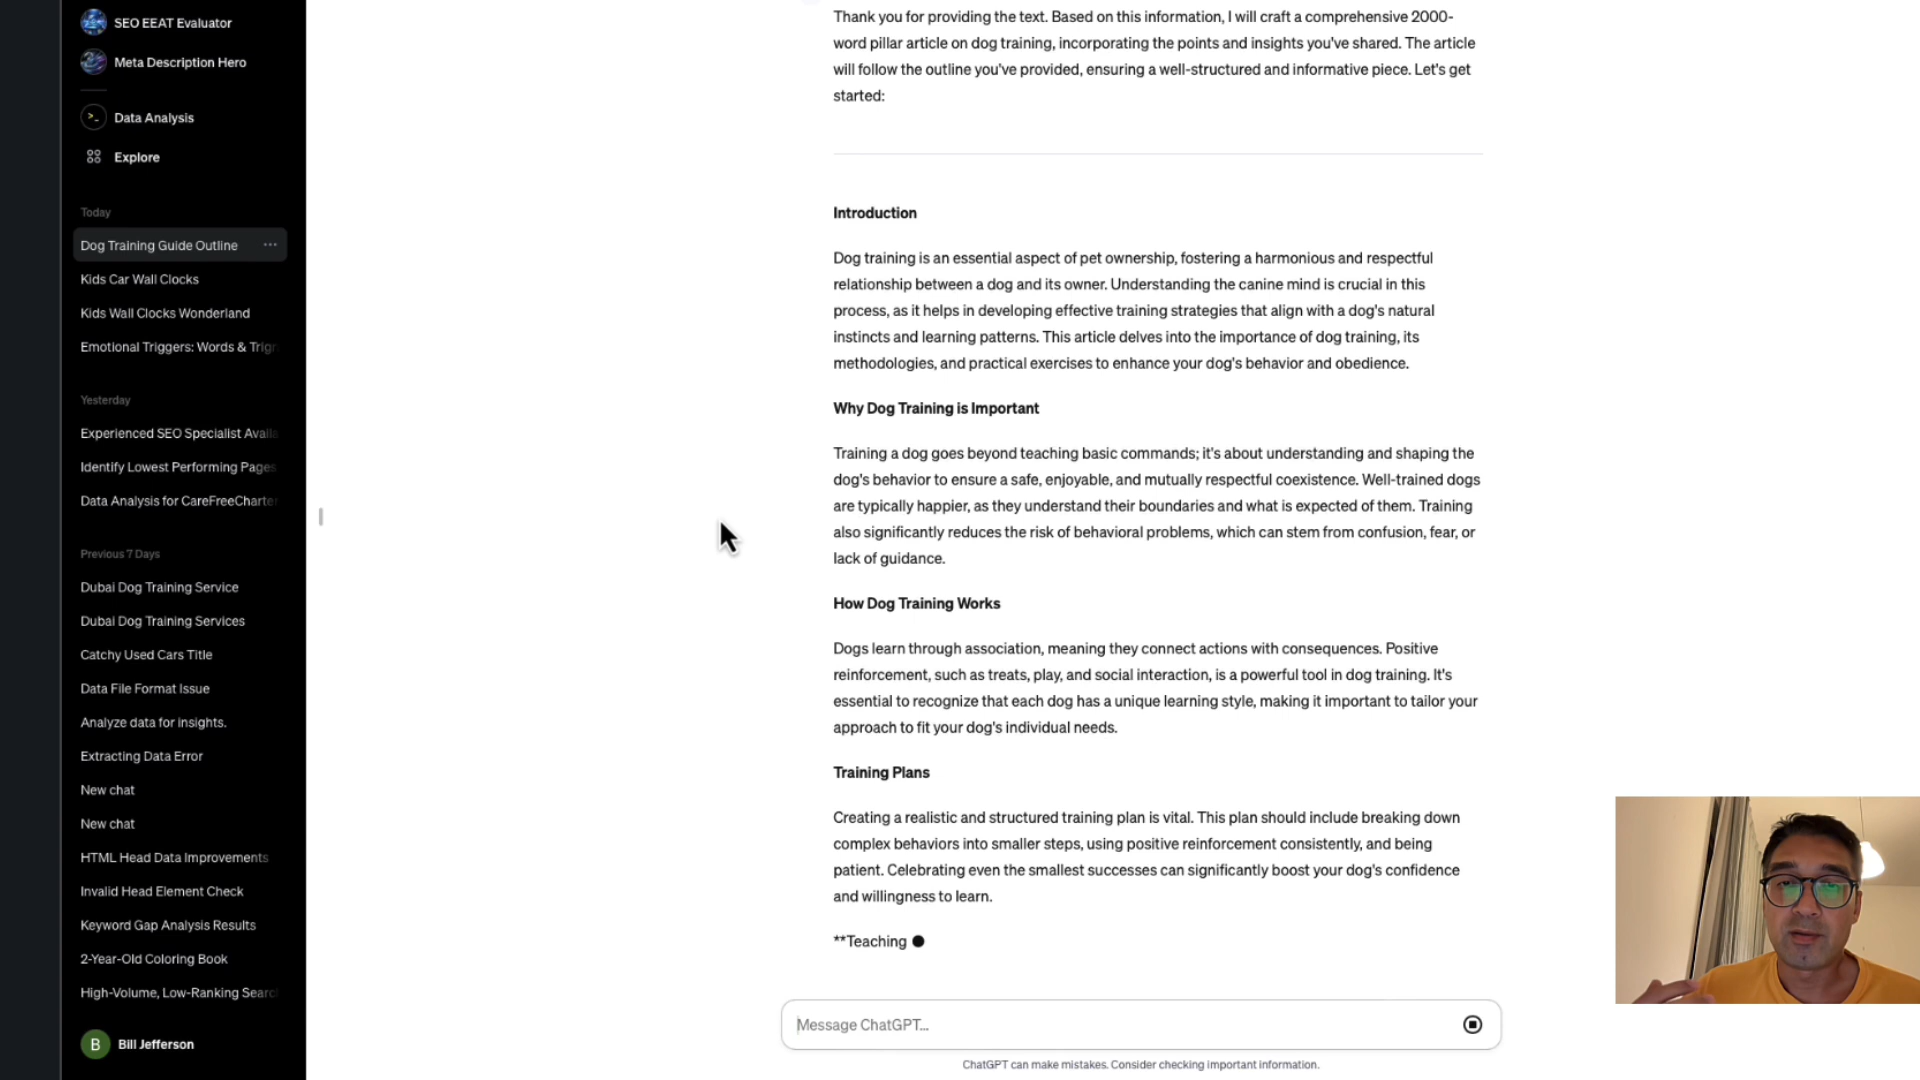 SEO EEAT Evaluator
Meta Description Hero
Data Analysis
Explore
Today
Dog Training Guide Outline
Kids Car Wall Clocks
Kids Wall Clocks Wonderland
Emotional Triggers: Words & Trig
Yesterday
Experienced SEO Specialist Availa
Identify Lowest Performing Pages
Data Analysis for CareFreeCharter
Previous 7 Days
Dubai Dog Training Service
Dubai Dog Training Services
Catchy Used Cars Title
Data File Format Issue
Analyze data for insights.
Extracting Data Error
New chat
New chat
HTML Head Data Improvements
Invalid Head Element Check
Keyword Gap Analysis Results
2-Year-Old Coloring Book
High-Volume, Low-Ranking Searc
B Bill Jefferson
Thank you for providing the text. Based on this information, I will craft a comprehensive 2000-
word pillar article on dog training, incorporating the points and insights you've shared. The article
will follow the outline you've provided, ensuring a well-structured and informative piece. Let's get
started:
Introduction
Dog training is an essential aspect of pet ownership, fostering a harmonious and respectful
relationship between a dog and its owner. Understanding the canine mind is crucial in this
process, as it helps in developing effective training strategies that align with a dog's natural
instincts and learning patterns. This article delves into the importance of dog training, its
methodologies, and practical exercises to enhance your dog's behavior and obedience.
Why Dog Training is Important
Training a dog goes beyond teaching basic commands; it's about understanding and shaping the
dog's behavior to ensure a safe, enjoyable, and mutually respectful coexistence. Well-trained dogs
are typically happier, as they understand their boundaries and what is expected of them. Training
also significantly reduces the risk of behavioral problems, which can stem from confusion, fear, or
lack of guidance.
How Dog Training Works
Dogs learn through association, meaning they connect actions with consequences. Positive
reinforcement, such as treats, play, and social interaction, is a powerful tool in dog training. It's
essential to recognize that each dog has a unique learning style, making it important to tailor your
approach to fit your dog's individual needs.
Training Plans
Creating a realistic and structured training plan is vital. This plan should include breaking down
complex behaviors into smaller steps, using positive reinforcement consistently, and being
patient. Celebrating even the smallest successes can significantly boost your dog's confidence
and willingness to learn.
**Teaching
Message ChatGPT...
ChatGPT can make mistakes. Consider checking important information.